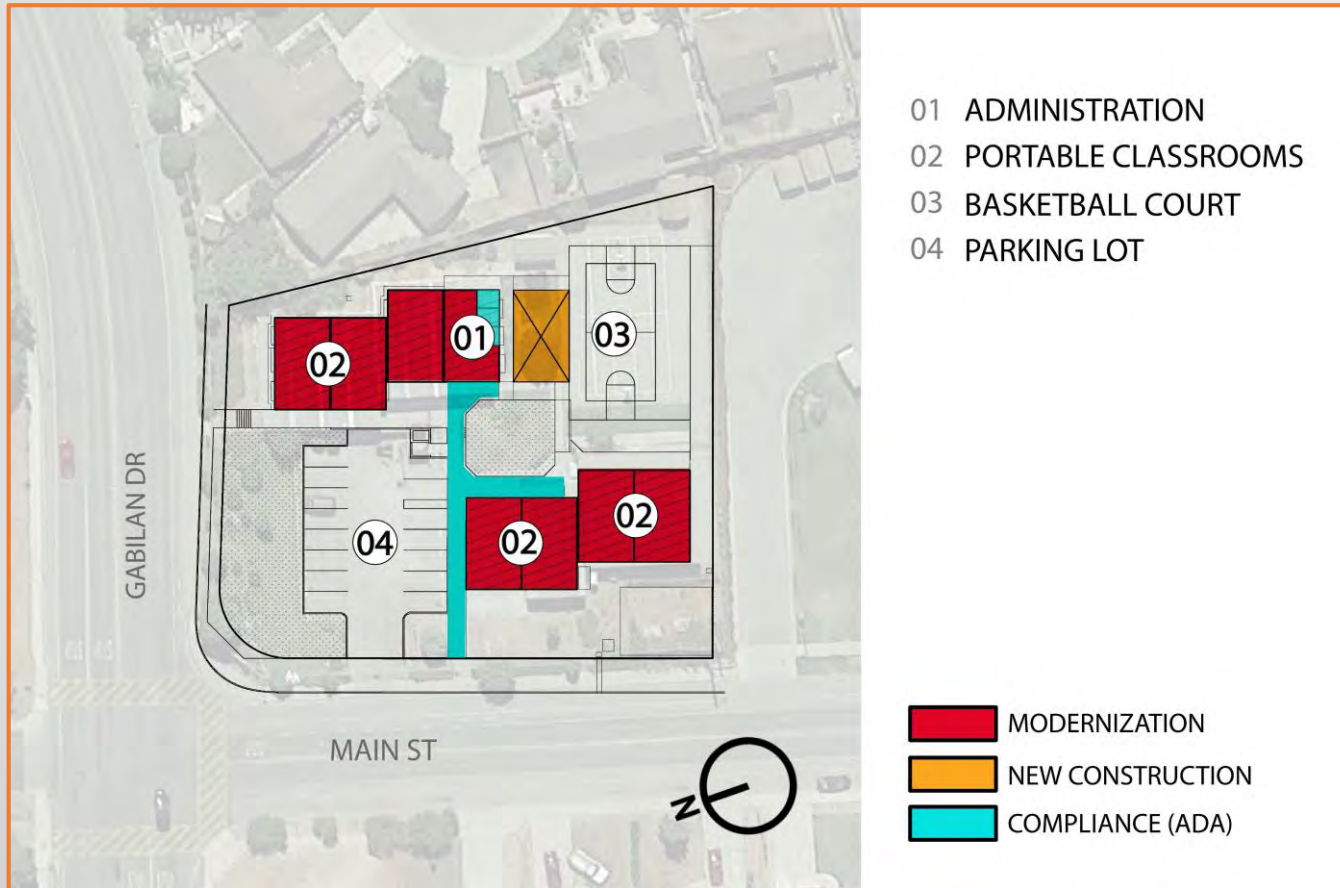 01 ADMINISTRATION
02 PORTABLE CLASSROOMS
03 BASKETBALL COURT
04 PARKING LOT
01
02
03
02
02
04
GABILAN DR
MAIN ST
N
MODERNIZATION
NEW CONSTRUCTION
COMPLIANCE (ADA)